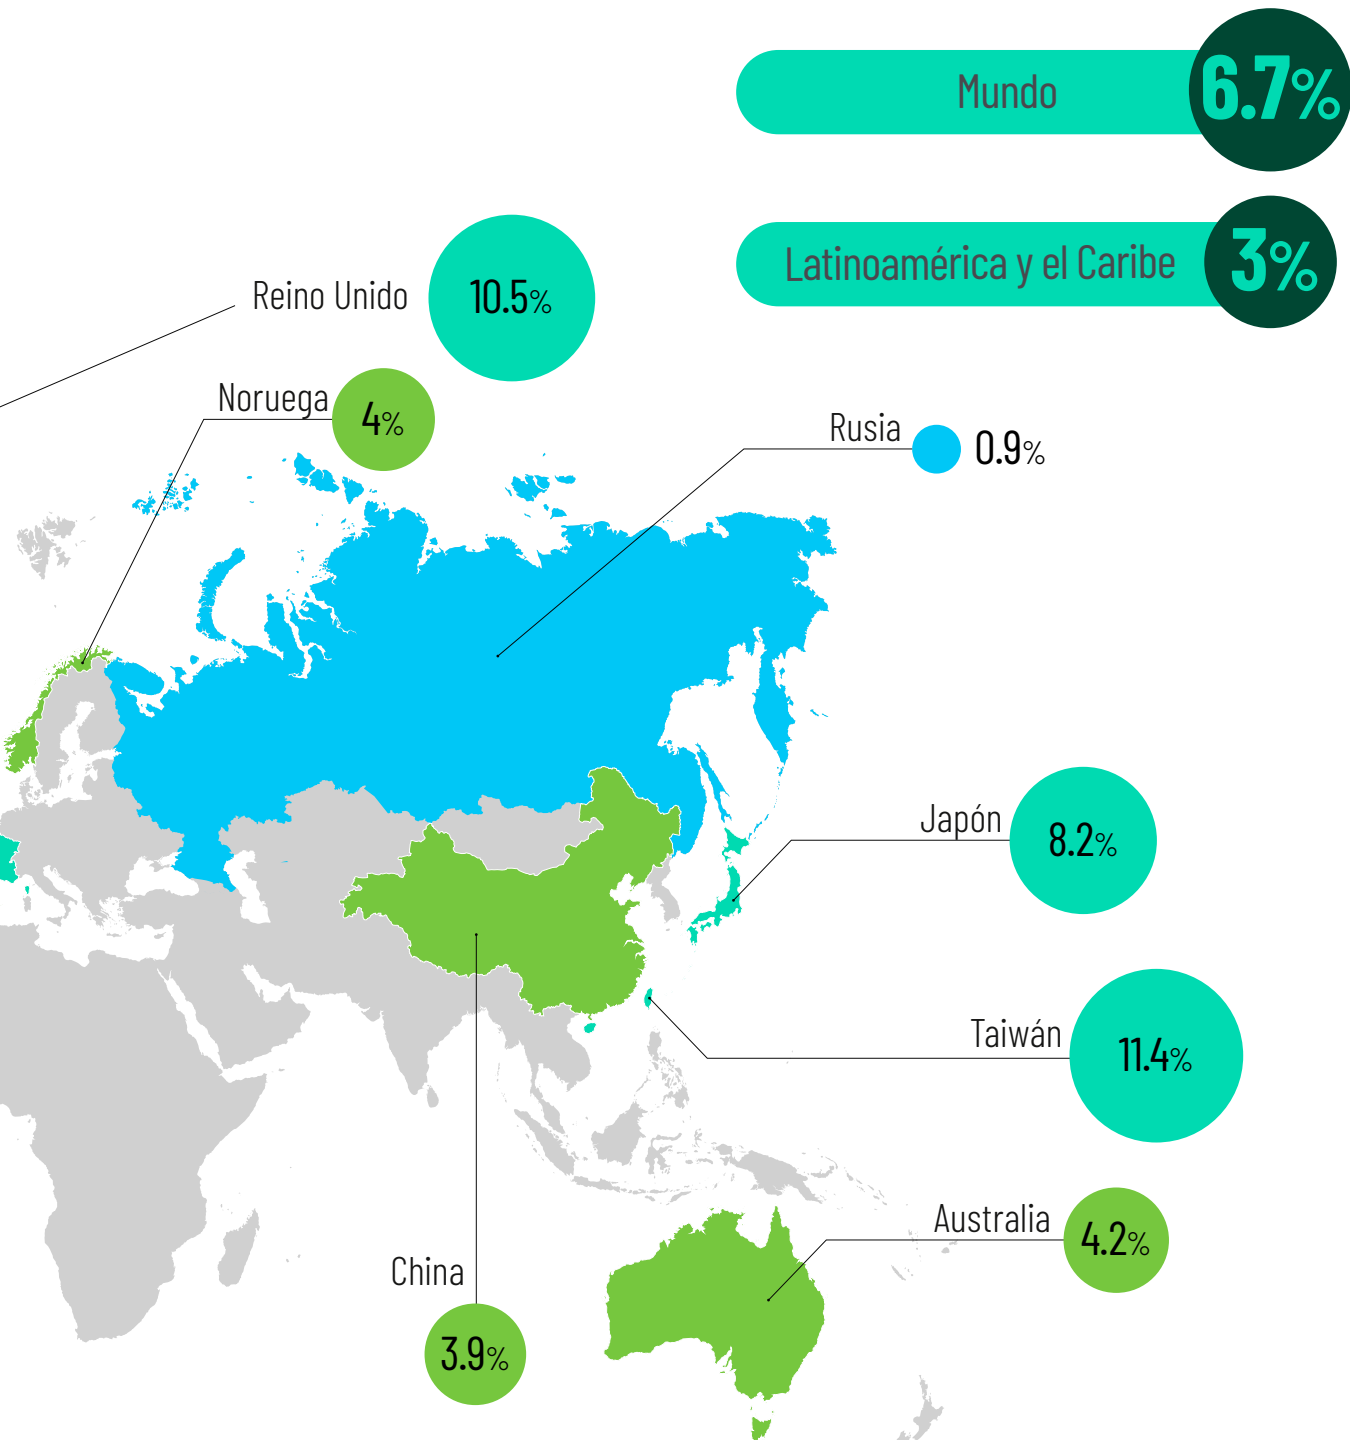 Mundo 6.7%
Latinoamérica y el Caribe 3%
Reino Unido 10.5%
Noruega 4%
Rusia 0.9%
Japón 8.2%
Taiwán 11.4%
Australia 4.2%
China
3.9%